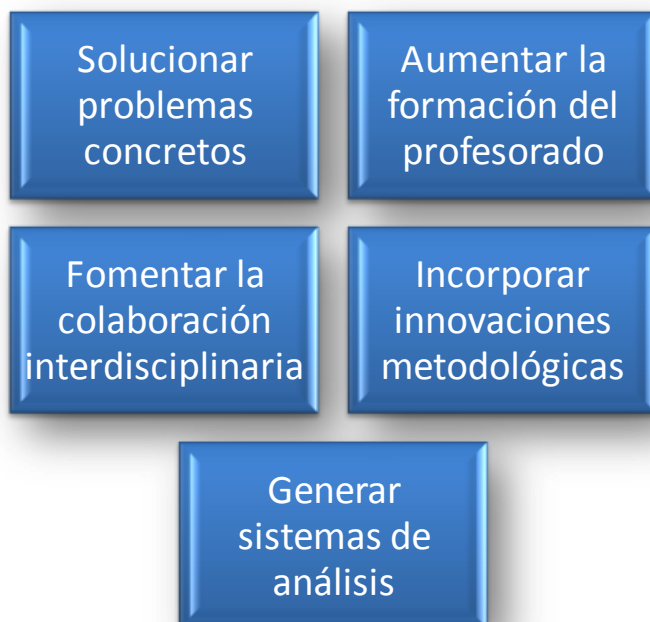 Solucionar
problemas
concretos
Aumentar la
formación del
profesorado
Fomentar la
colaboración
interdisciplinaria
Incorporar
innovaciones
metodológicas
Generar
sistemas de
análisis